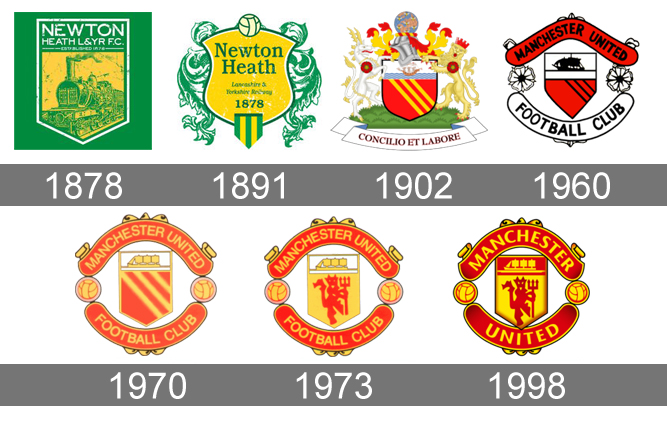 NEWTON
HEATH L&YR F.C.
ESTABLISHED 1878
Newton
Heath
Lancashire &
Yorkshire Railway
1878
CONCILIO ET LABORE
MANCHESTER UNITED
FOOTBALL CLUB
1878
1891
1902
1960
MANCHESTER UNITED
FOOTBALL CLUB
MANCHESTER UNITED
FOOTBALL CLUB
MANCHESTER
UNITED
1970
1973
1998